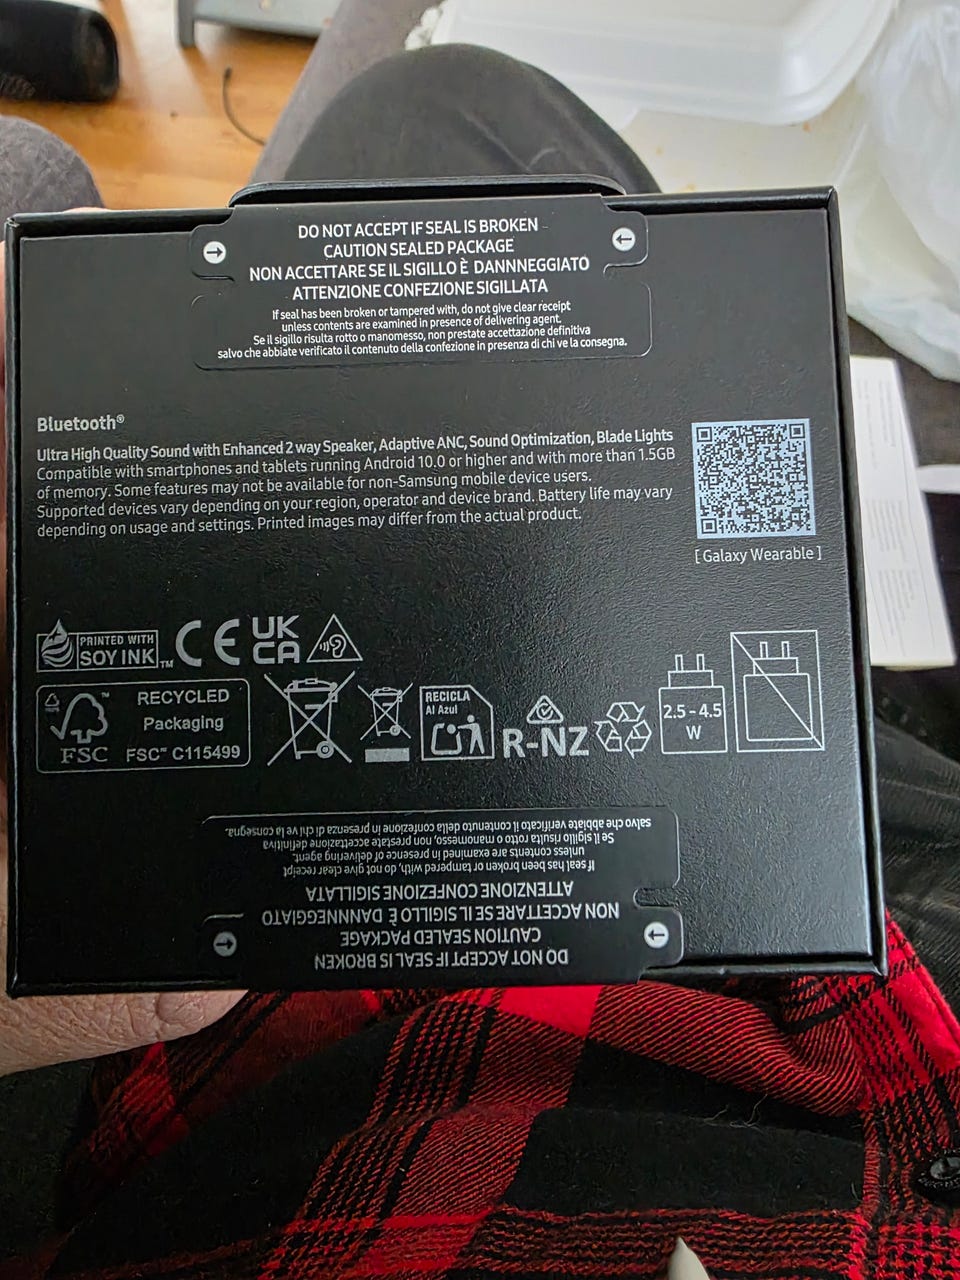 DO NOT ACCEPT IF SEAL IS BROKEN
CAUTION SEALED PACKAGE
NON ACCETTARE SE IL SIGILLO È DANNNEGGIATO
ATTENZIONE CONFEZIONE SIGILLATA
If seal has been broken or tampered with, do not give clear receipt
unless contents are examined in presence of delivering agent.
Se il sigillo risulta rotto o manomesso, non prestate accettazione definitiva
salvo che abbiate verificato il contenuto della confezione in presenza di chi ve la consegna.
Bluetooth®
Ultra High Quality Sound with Enhanced 2 way Speaker, Adaptive ANC, Sound Optimization, Blade Lights
Compatible with smartphones and tablets running Android 10.0 or higher and with more than 1.5GB
of memory. Some features may not be available for non-Samsung mobile device users.
Supported devices vary depending on your region, operator and device brand. Battery life may vary
depending on usage and settings. Printed images may differ from the actual product.
[ Galaxy Wearable ]
PRINTED WITH
SOY INK™
CE
UK
CA
FSC
RECYCLED
Packaging
FSC™ C115499
RECICLA
Al Azul
R-NZ
2.5 - 4.5
W
DO NOT ACCEPT IF SEAL IS BROKEN
CAUTION SEALED PACKAGE
NON ACCETTARE SE IL SIGILLO È DANNNEGGIATO
ATTENZIONE CONFEZIONE SIGILLATA
If seal has been broken or tampered with, do not give clear receipt
unless contents are examined in presence of delivering agent.
Se il sigillo risulta rotto o manomesso, non prestate accettazione definitiva
salvo che abbiate verificato il contenuto della confezione in presenza di chi ve la consegna.